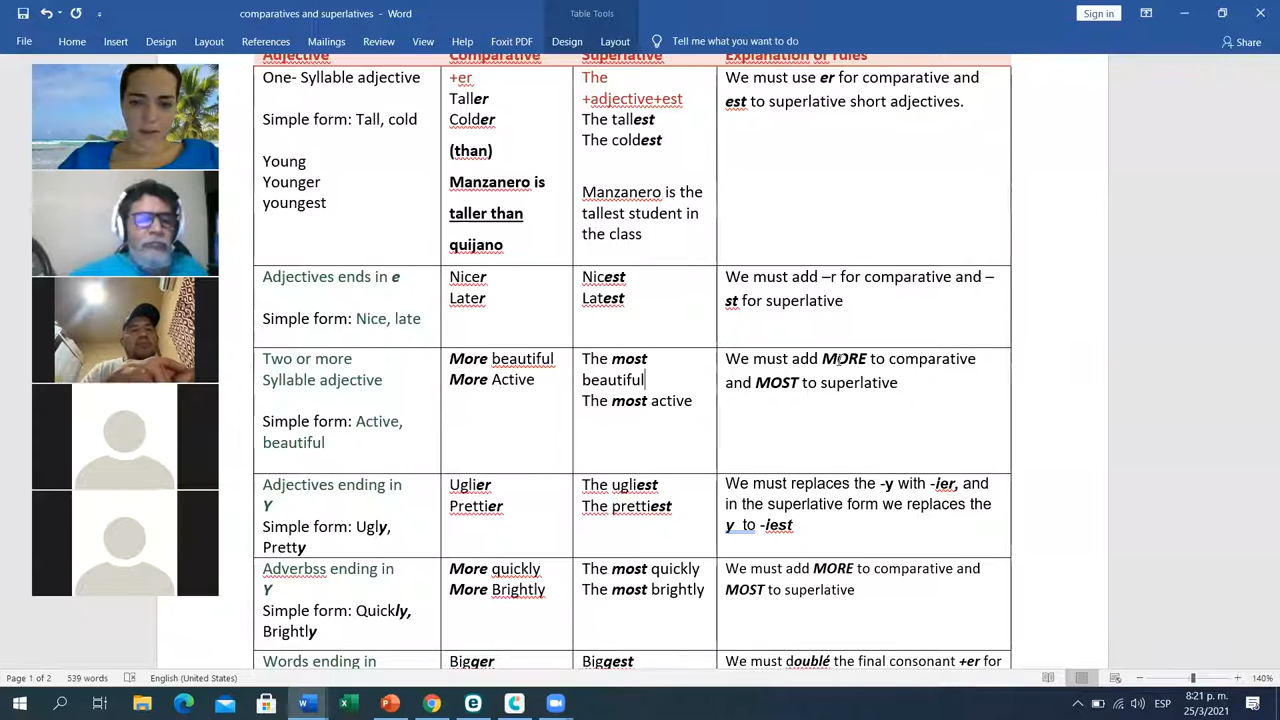 comparatives and superlatives - Word
Table Tools
Sign in
File Home Insert Draw Design Layout References Mailings Review View Help Foxit PDF Design Layout Tell me what you want to do Share
Adjective Comparative Superlative Explanation of rules
One- Syllable adjective
Simple form: Tall, cold
Young
Younger
youngest
+er
Taller
Colder
(than)
Manzanero is
taller than
quijano
The
+adjective+est
The tallest
The coldest
Manzanero is the
tallest student in
the class
We must use er for comparative and
est to superlative short adjectives.
Adjectives ends in e
Simple form: Nice, late
Nicer
Later
Nicest
Latest
We must add –r for comparative and –
st for superlative
Two or more
Syllable adjective
Simple form: Active,
beautiful
More beautiful
More Active
The most
beautiful
The most active
We must add MORE to comparative
and MOST to superlative
Adjectives ending in
Y
Simple form: Ugly,
Pretty
Uglier
Prettier
The ugliest
The prettiest
We must replaces the -y with -ier, and
in the superlative form we replaces the
y to -iest
Adverbss ending in
Y
Simple form: Quickly,
Brightly
More quickly
More Brightly
The most quickly
The most brightly
We must add MORE to comparative and
MOST to superlative
Words ending in
Bigger
Biggest
We must doublé the final consonant +er for
Page 1 of 2 539 words English (United States) 140%
ESP
8:21 p. m.
25/3/2021